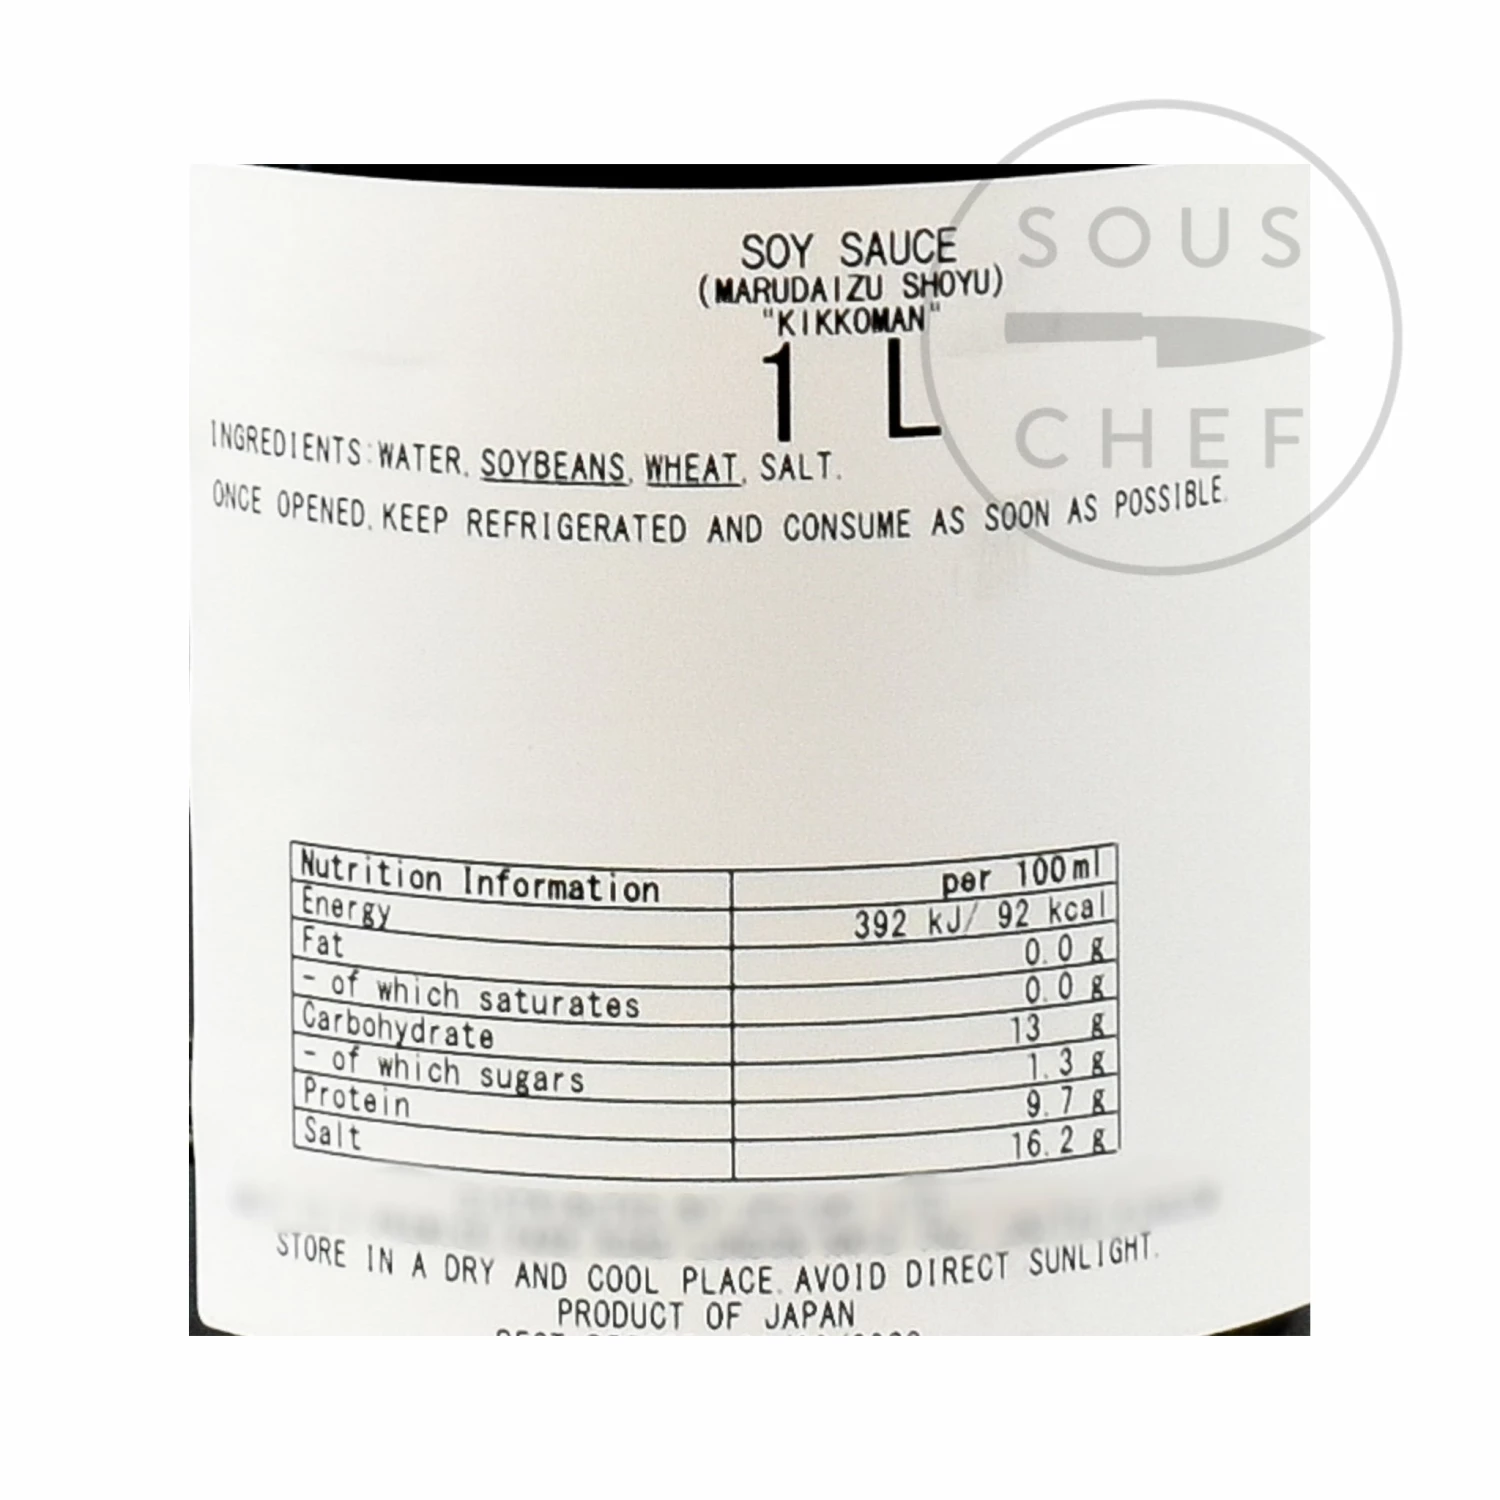 SOUS
CHEF
SOY SAUCE
(MARUDAIZU SHOYU)
"KIKKOMAN"
1 L
INGREDIENTS:WATER, SOYBEANS, WHEAT, SALT.
ONCE OPENED, KEEP REFRIGERATED AND CONSUME AS SOON AS POSSIBLE.
Nutrition Information per 100ml
Energy 392 kJ/ 92 kcal
Fat 0.0 g
- of which saturates 0.0 g
Carbohydrate 13 g
- of which sugars 1.3 g
Protein 9.7 g
Salt 16.2 g
STORE IN A DRY AND COOL PLACE. AVOID DIRECT SUNLIGHT.
PRODUCT OF JAPAN